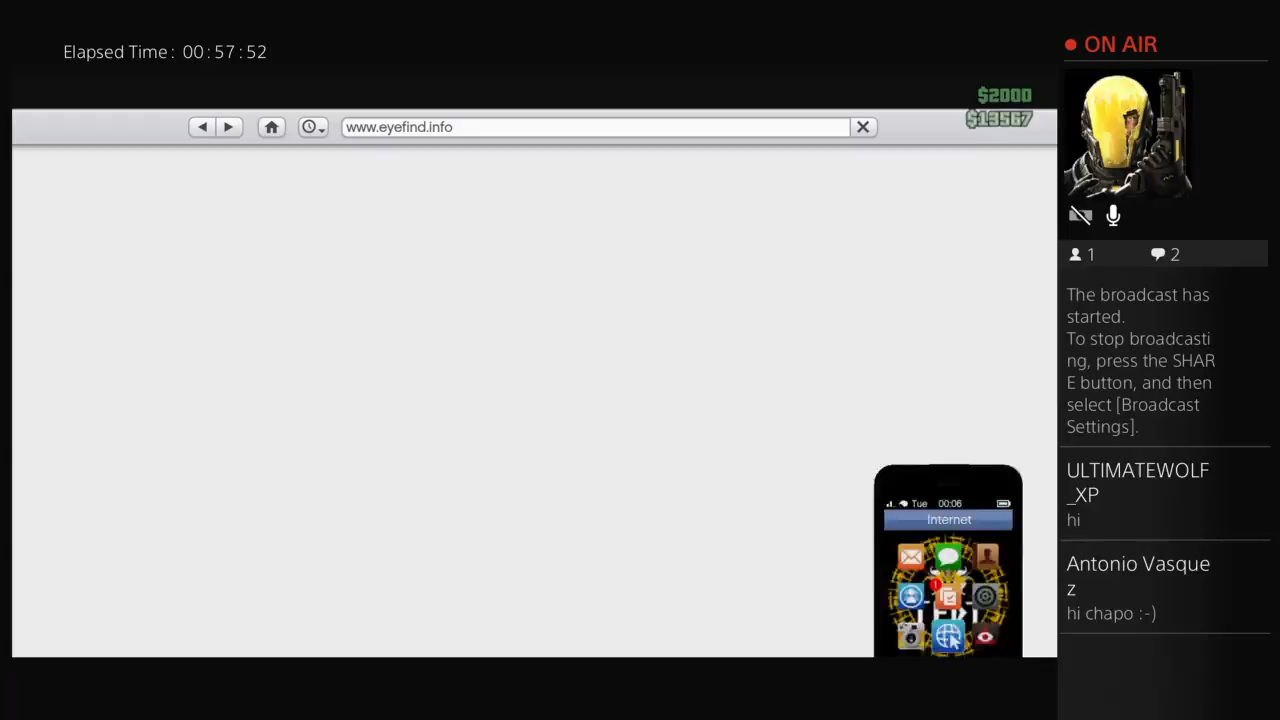 Elapsed Time: 00:57:52
ON AIR
$2000
$13567
www.eyefind.info
1
2
The broadcast has
started.
To stop broadcasti
ng, press the SHAR
E button, and then
select [Broadcast
Settings].
ULTIMATEWOLF
_XP
hi
Antonio Vasque
z
hi chapo :-)
Tue 00:06
Internet
1